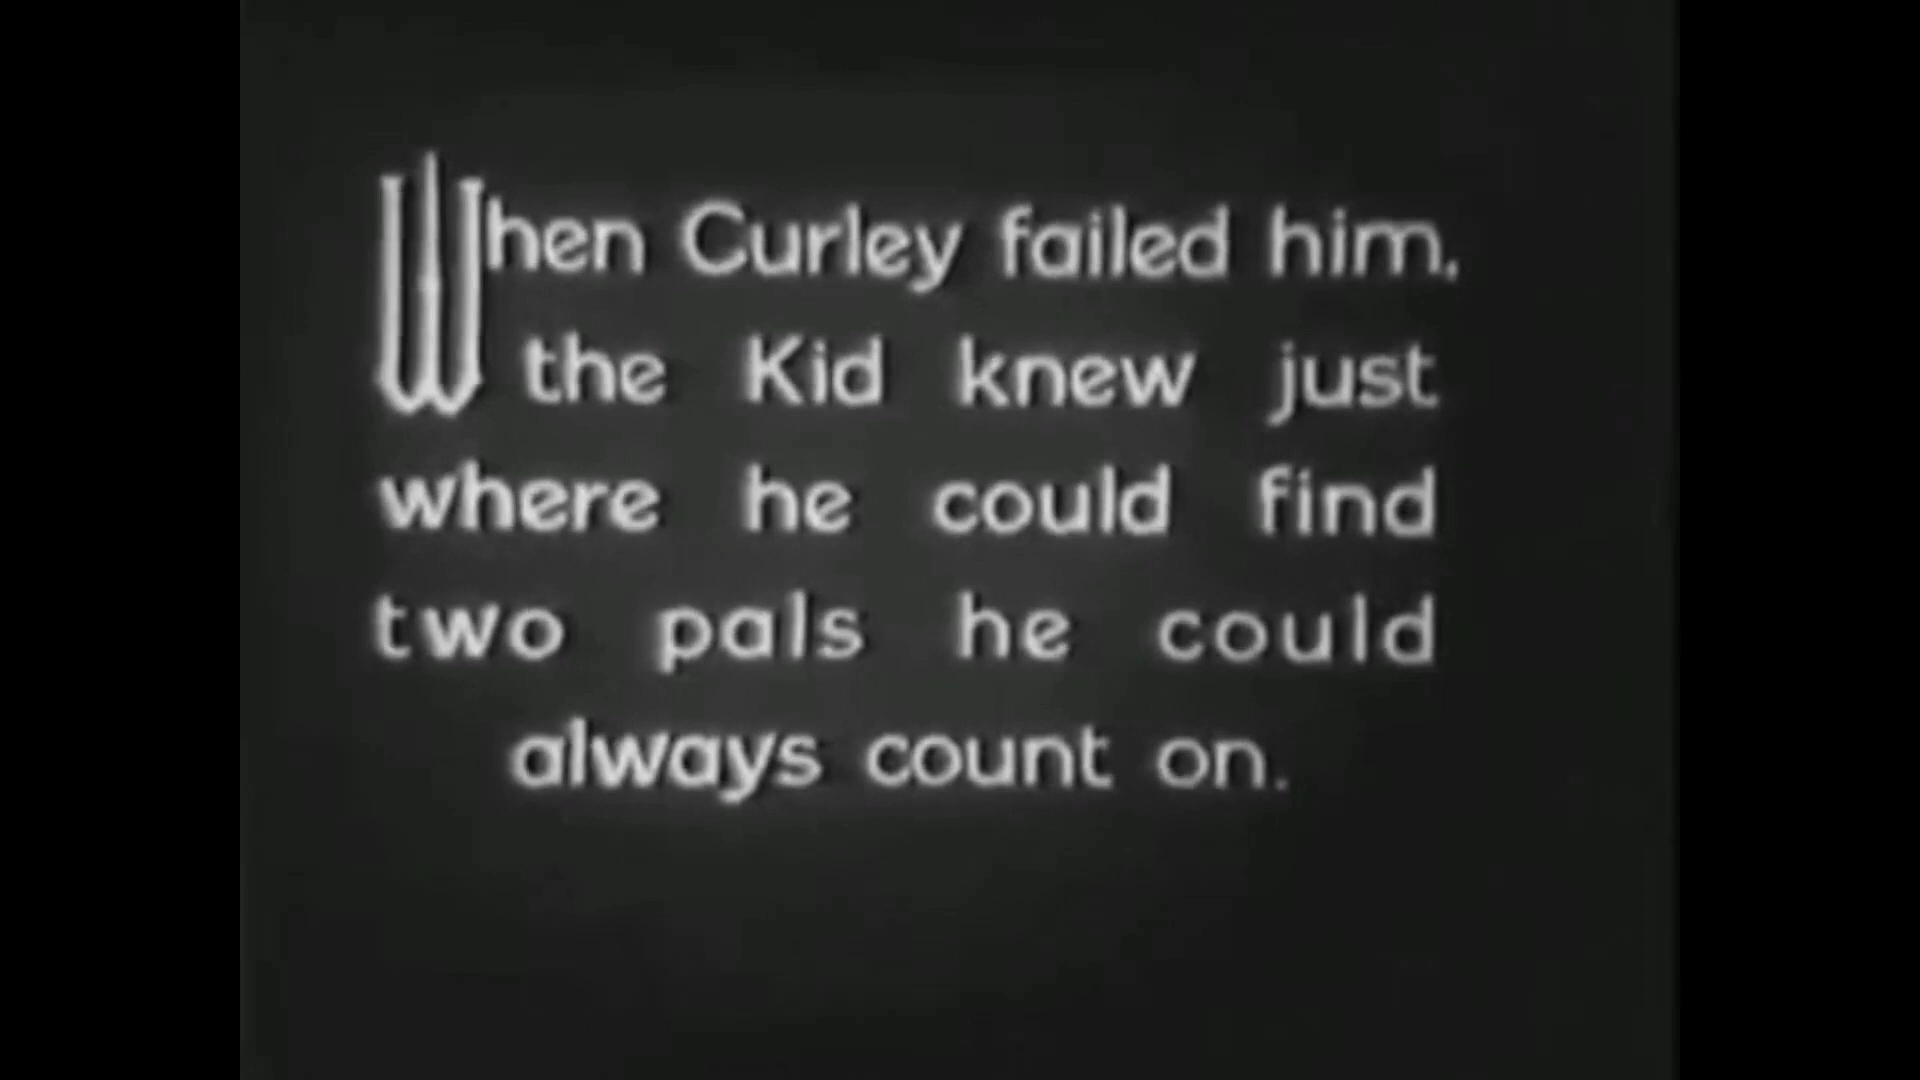 When Curley failed him,
the Kid knew just
where he could find
two pals he could
always count on.